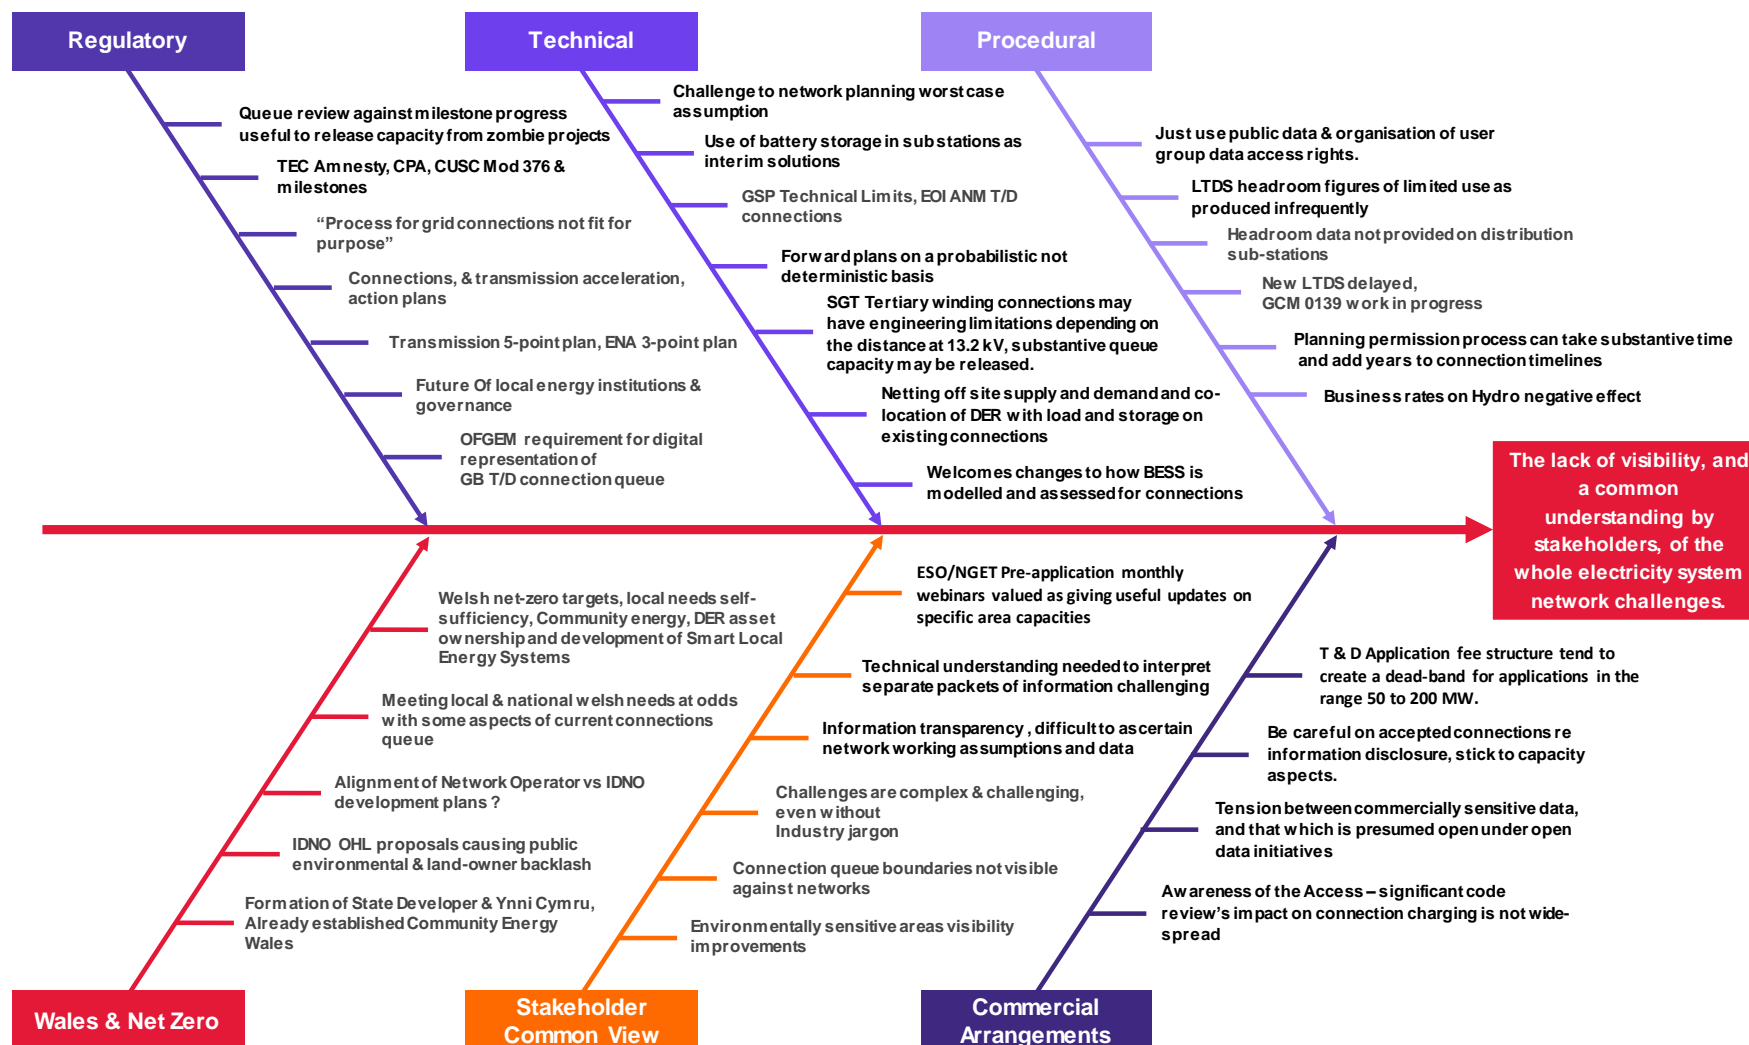 Regulatory
Technical
Procedural
Queue review against milestone progress
useful to release capacity from zombie projects
TEC Amnesty, CPA, CUSC Mod 376 &
milestones
“Process for grid connections not fit for
purpose”
Connections, & transmission acceleration,
action plans
Transmission 5-point plan, ENA 3-point plan
Future Of local energy institutions &
governance
OFGEM requirement for digital
representation of
GB T/D connection queue
Challenge to network planning worst case
assumption
Use of battery storage in sub stations as
interim solutions
GSP Technical Limits, EOI ANM T/D
connections
Forward plans on a probabilistic not
deterministic basis
SGT Tertiary winding connections may
have engineering limitations depending on
the distance at 13.2 kV, substantive queue
capacity may be released.
Netting off site supply and demand and co-
location of DER with load and storage on
existing connections
Welcomes changes to how BESS is
modelled and assessed for connections
Just use public data & organisation of user
group data access rights.
LTDS headroom figures of limited use as
produced infrequently
Headroom data not provided on distribution
sub-stations
New LTDS delayed,
GCM 0139 work in progress
Planning permission process can take substantive time
and add years to connection timelines
Business rates on Hydro negative effect
The lack of visibility, and
a common
understanding by
stakeholders, of the
whole electricity system
network challenges.
Welsh net-zero targets, local needs self-
sufficiency, Community energy, DER asset
ownership and development of Smart Local
Energy Systems
Meeting local & national welsh needs at odds
with some aspects of current connections
queue
Alignment of Network Operator vs IDNO
development plans ?
IDNO OHL proposals causing public
environmental & land-owner backlash
Formation of State Developer & Ynni Cymru,
Already established Community Energy
Wales
ESO/NGET Pre-application monthly
webinars valued as giving useful updates on
specific area capacities
Technical understanding needed to interpret
separate packets of information challenging
Information transparency , difficult to ascertain
network working assumptions and data
Challenges are complex & challenging,
even without
Industry jargon
Connection queue boundaries not visible
against networks
Environmentally sensitive areas visibility
improvements
T & D Application fee structure tend to
create a dead-band for applications in the
range 50 to 200 MW.
Be careful on accepted connections re
information disclosure, stick to capacity
aspects.
Tension between commercially sensitive data,
and that which is presumed open under open
data initiatives
Awareness of the Access – significant code
review’s impact on connection charging is not wide-
spread
Wales & Net Zero
Stakeholder
Common View
Commercial
Arrangements